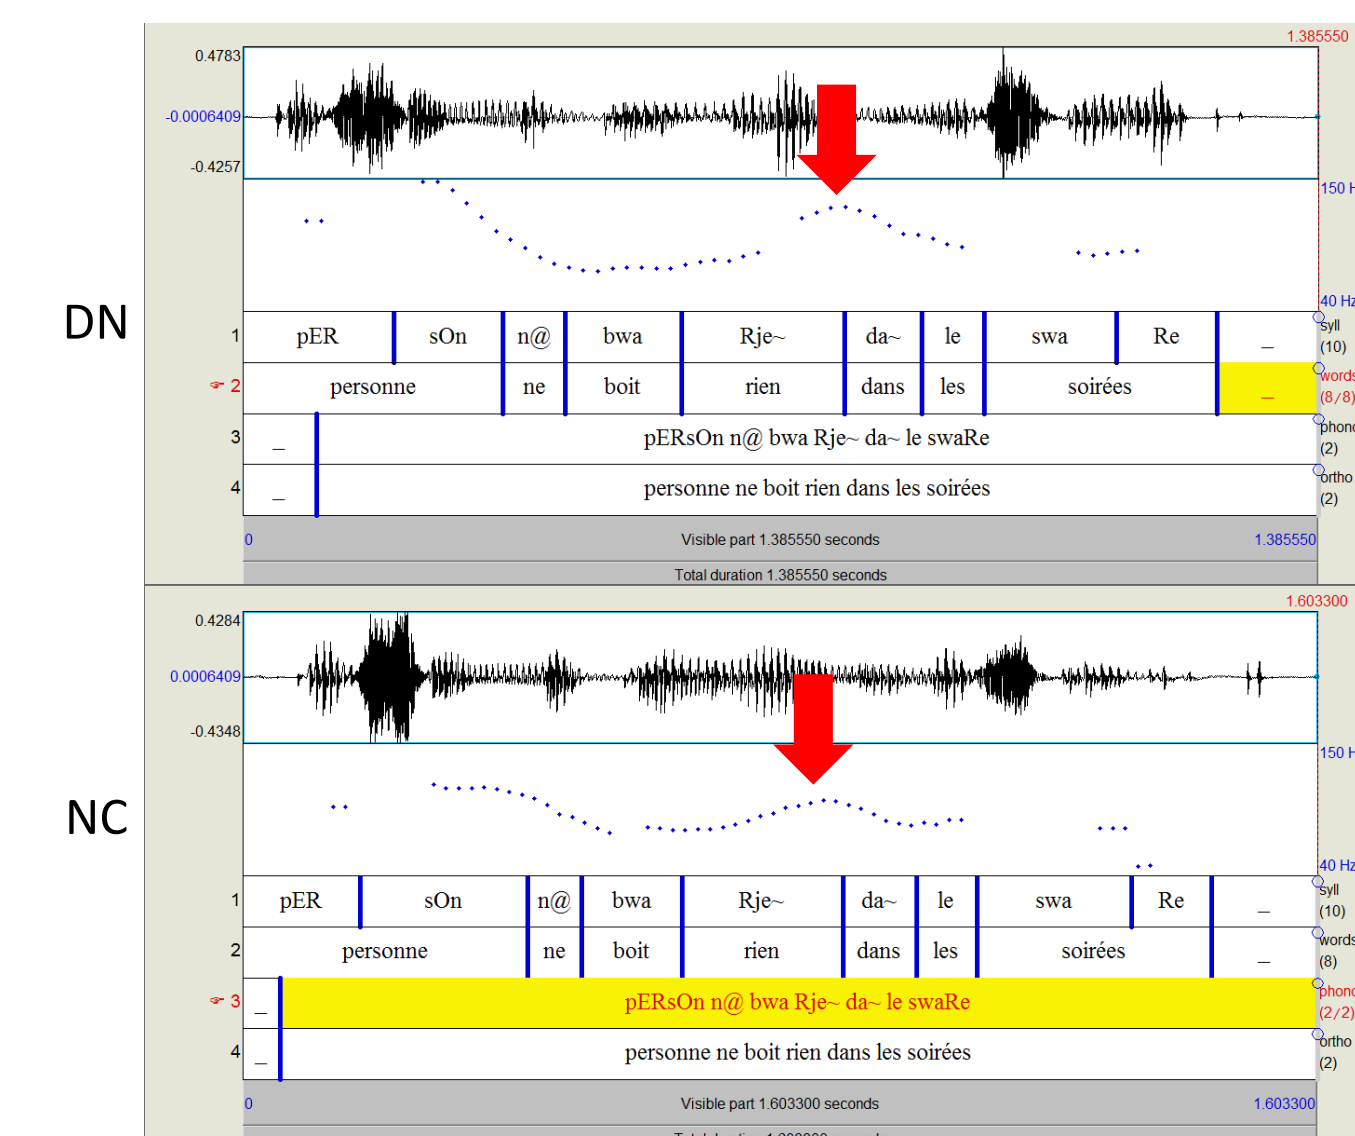 1.385550
0.4783
-0.0006409
-0.4257
150 H
DN
40 Hz
1 pER sOn n@ bwa Rje~ da~ le swa Re _ syll (10)
2 personne ne boit rien dans les soirées _ words (8/8)
3 _ pERsOn n@ bwa Rje~ da~ le swaRe phono (2)
4 _ personne ne boit rien dans les soirées ortho (2)
0 Visible part 1.385550 seconds 1.385550
Total duration 1.385550 seconds
1.603300
0.4284
0.0006409
-0.4348
150 H
NC
40 Hz
1 pER sOn n@ bwa Rje~ da~ le swa Re _ syll (10)
2 personne ne boit rien dans les soirées _ words (8)
3 _ pERsOn n@ bwa Rje~ da~ le swaRe phono (2/2)
4 _ personne ne boit rien dans les soirées ortho (2)
0 Visible part 1.603300 seconds 1.603300